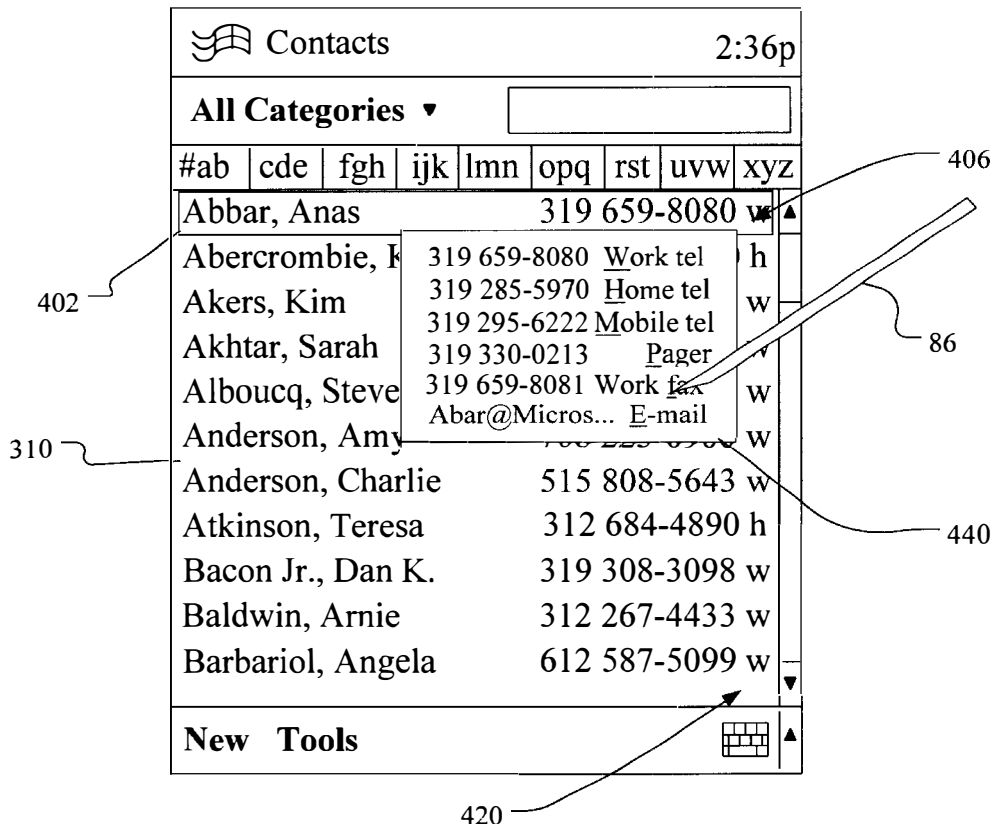 Contacts 2:36p
All Categories
#ab cde fgh ijk lmn opq rst uvw xyz
406
Abbar, Anas 319 659-8080 w
Abercrombie, h
319 659-8080 Work tel
402
Akers, Kim w
319 285-5970 Home tel
319 295-6222 Mobile tel
86
Akhtar, Sarah
319 330-0213 Pager
Alboucq, Steve w
319 659-8081 Work fax
Abar@Micros... E-mail
310
Anderson, Amy w
Anderson, Charlie 515 808-5643 w
Atkinson, Teresa 312 684-4890 h
440
Bacon Jr., Dan K. 319 308-3098 w
Baldwin, Arnie 312 267-4433 w
Barbariol, Angela 612 587-5099 w
New Tools
420